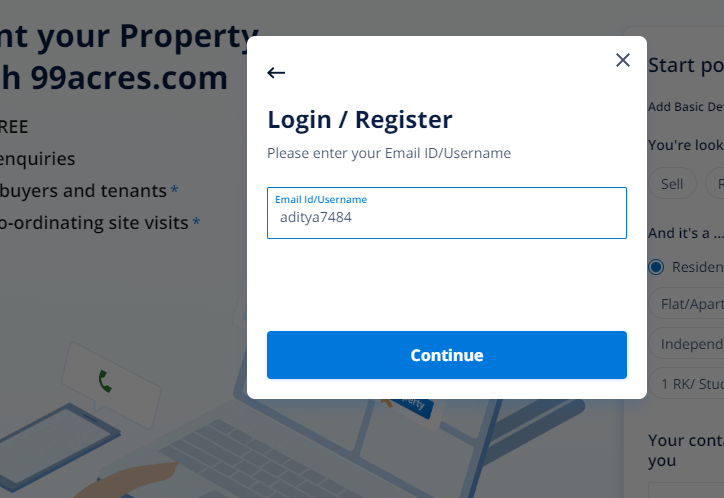 nt your Property
h 99acres.com
REE
enquiries
buyers and tenants *
o-ordinating site visits *
Login / Register
Please enter your Email ID/Username
Email Id/Username
aditya7484
Continue
Start po
Add Basic De
You're look
Sell
R
And it's a ...
Residen
Flat/Apart
Independ
1 RK/ Stud
Your cont
you